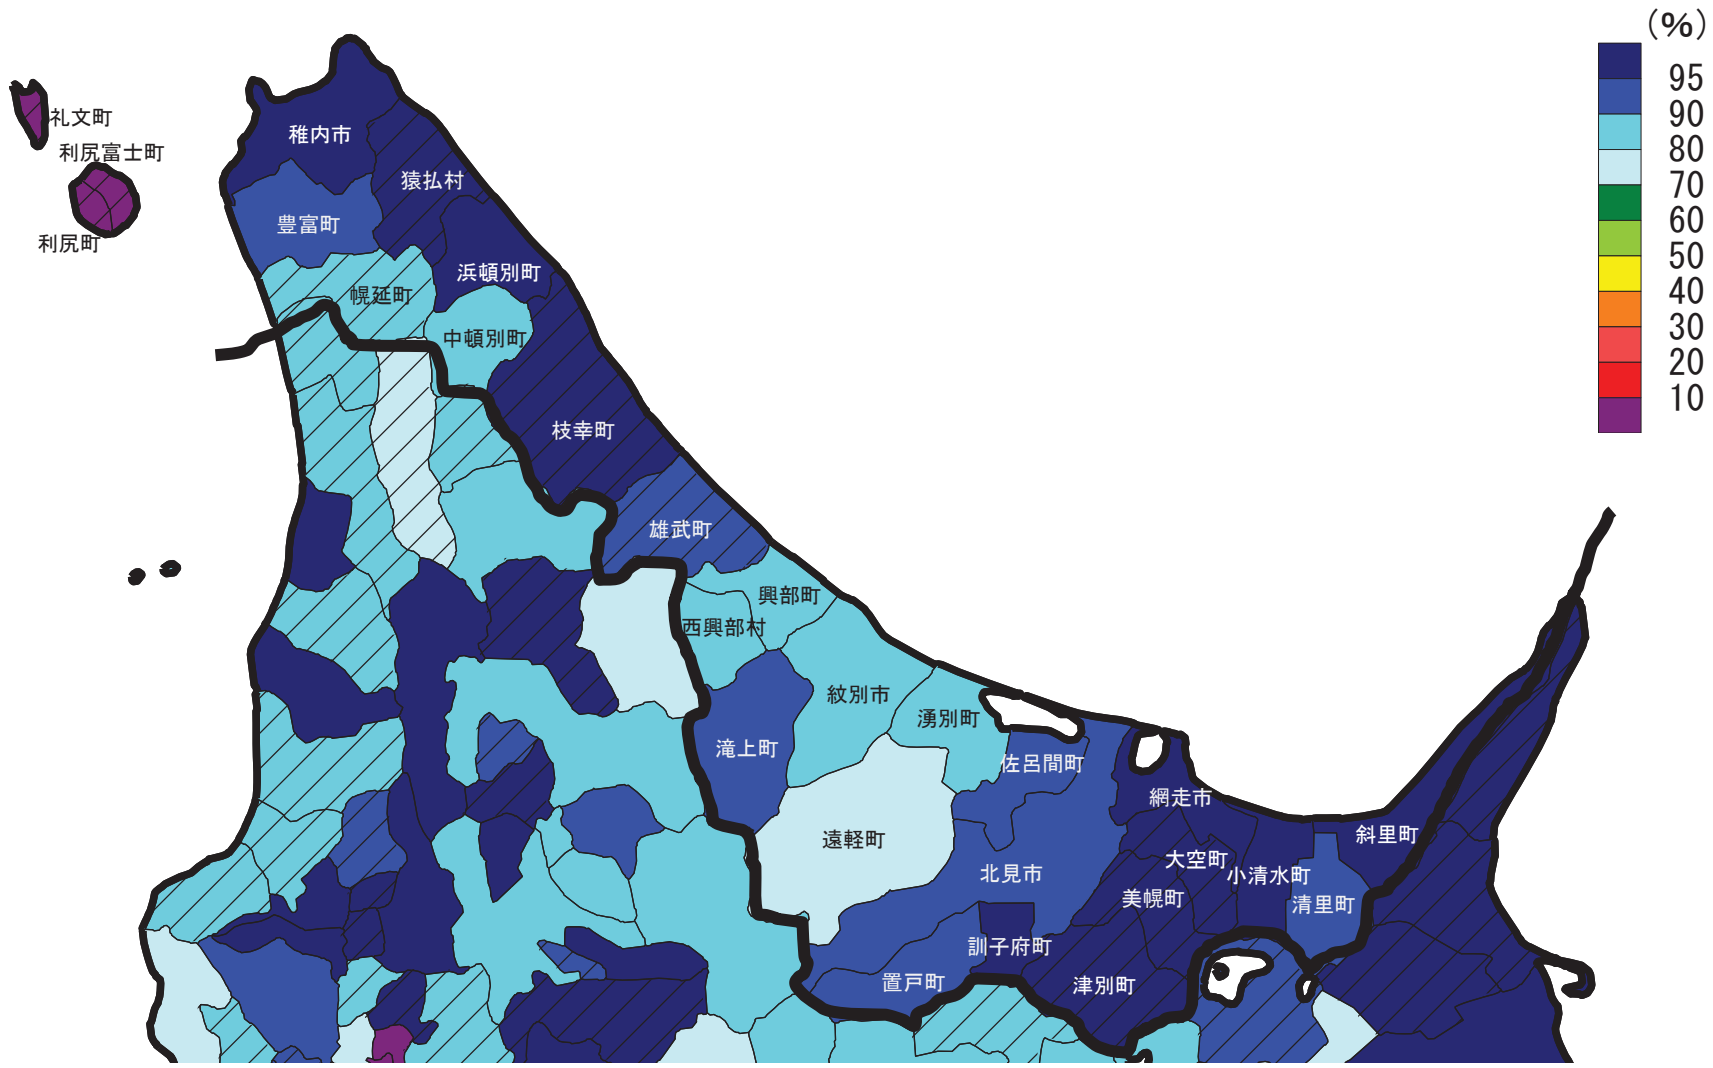 (%)
95
90
80
70
60
50
40
30
20
10
礼文町
利尻富士町
利尻町
稚内市
猿払村
豊富町
浜頓別町
幌延町
中頓別町
枝幸町
雄武町
興部町
西興部村
紋別市
湧別町
滝上町
佐呂間町
遠軽町
網走市
斜里町
大空町
小清水町
北見市
美幌町
清里町
訓子府町
置戸町
津別町